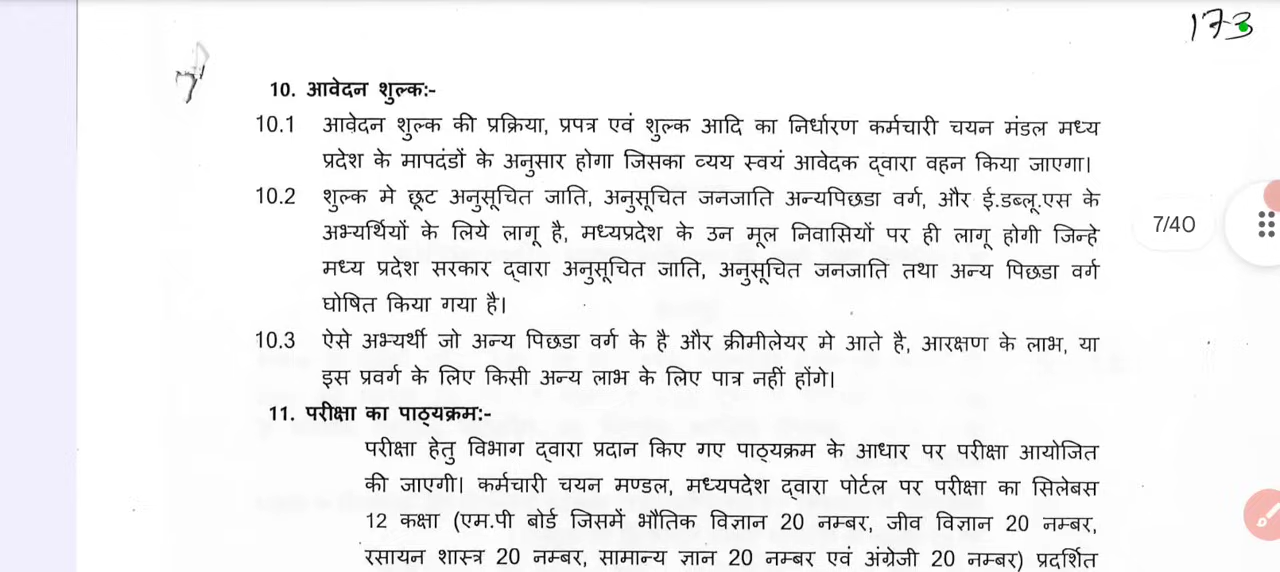 173
10. आवेदन शुल्कः-
10.1 आवेदन शुल्क की प्रक्रिया, प्रपत्र एवं शुल्क आदि का निर्धारण कर्मचारी चयन मंडल मध्य
प्रदेश के मापदंडों के अनुसार होगा जिसका व्यय स्वयं आवेदक द्वारा वहन किया जाएगा।
10.2 शुल्क मे छूट अनुसूचित जाति, अनुसूचित जनजाति अन्यपिछडा वर्ग, और ई.डब्लू.एस के
अभ्यर्थियों के लिये लागू है, मध्यप्रदेश के उन मूल निवासियों पर ही लागू होगी जिन्हे
7/40
मध्य प्रदेश सरकार द्वारा अनुसूचित जाति, अनुसूचित जनजाति तथा अन्य पिछडा वर्ग
घोषित किया गया है।
10.3 ऐसे अभ्यर्थी जो अन्य पिछडा वर्ग के है और क्रीमीलेयर मे आते है, आरक्षण के लाभ, या
इस प्रवर्ग के लिए किसी अन्य लाभ के लिए पात्र नहीं होंगे।
11. परीक्षा का पाठ्यक्रमः-
परीक्षा हेतु विभाग द्वारा प्रदान किए गए पाठ्यक्रम के आधार पर परीक्षा आयोजित
की जाएगी। कर्मचारी चयन मण्डल, मध्यपदेश द्वारा पोर्टल पर परीक्षा का सिलेबस
12 कक्षा (एम.पी बोर्ड जिसमें भौतिक विज्ञान 20 नम्बर, जीव विज्ञान 20 नम्बर,
रसायन शास्त्र 20 नम्बर, सामान्य ज्ञान 20 नम्बर एवं अंग्रेजी 20 नम्बर) प्रदर्शित